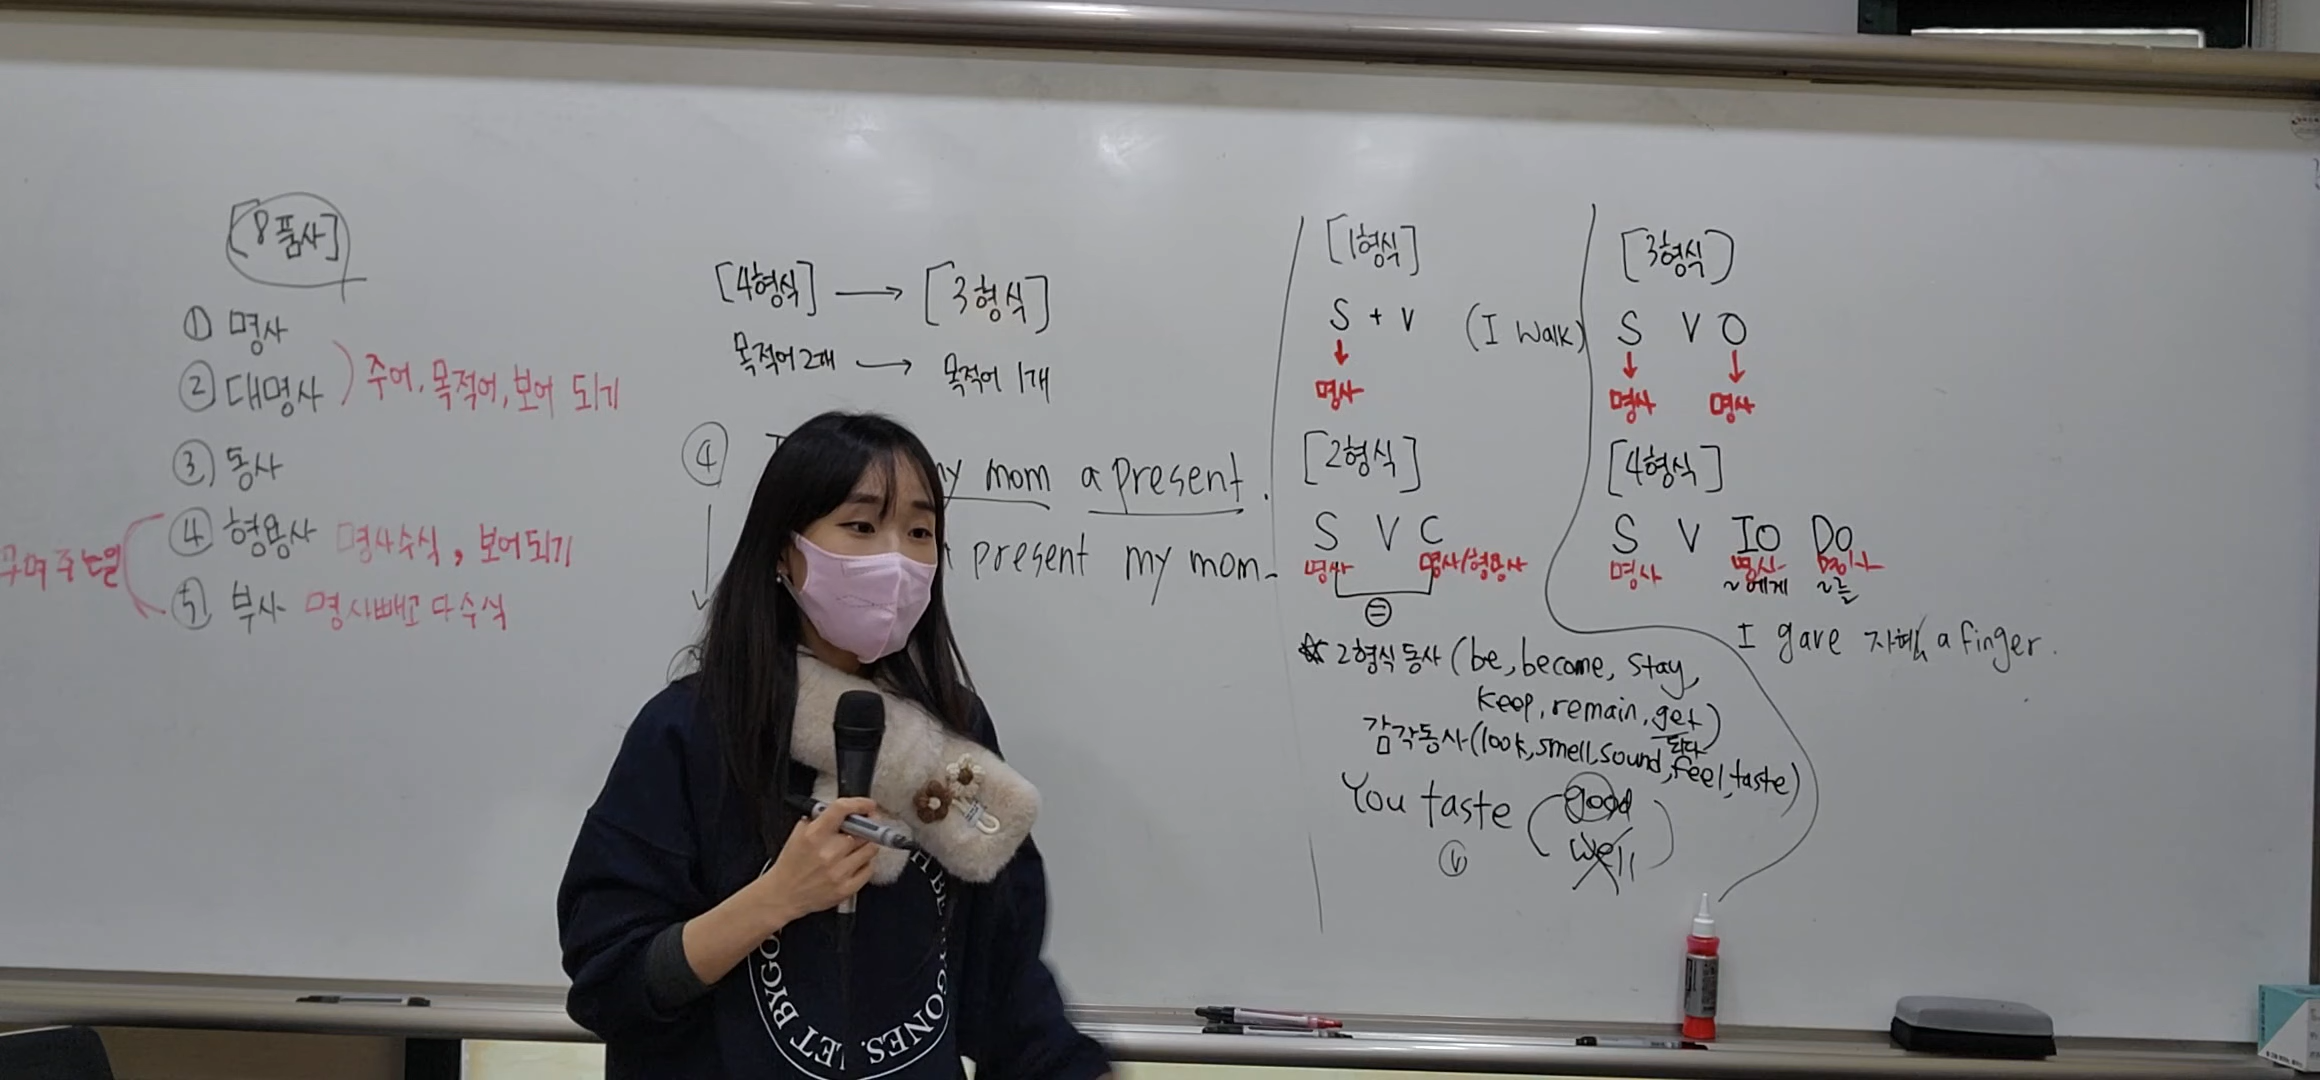 [8품사]
① 명사
② 대명사 ) 주어, 목적어, 보어 되기
③ 동사
④ 형용사 명사수식, 보어되기
꾸며주는일
⑤ 부사 명사빼고 다 수식
[4형식] → [3형식]
목적어 2개 → 목적어 1개
④
my mom a present.
present my mom
[1형식]
S + V (I walk)
↓
명사
[2형식]
S V C
명사 명사/형용사
=
☆ 2형식 동사 (be, become, stay,
keep, remain, get)
되다
감각동사 (look, smell, sound, feel, taste)
You taste ( good
well )
ⓥ
[3형식]
S V O
↓ ↓
명사 명사
[4형식]
S V IO DO
명사 명사 명사
~에게 ~를
I gave 자혜 a finger.
LET BYGONES